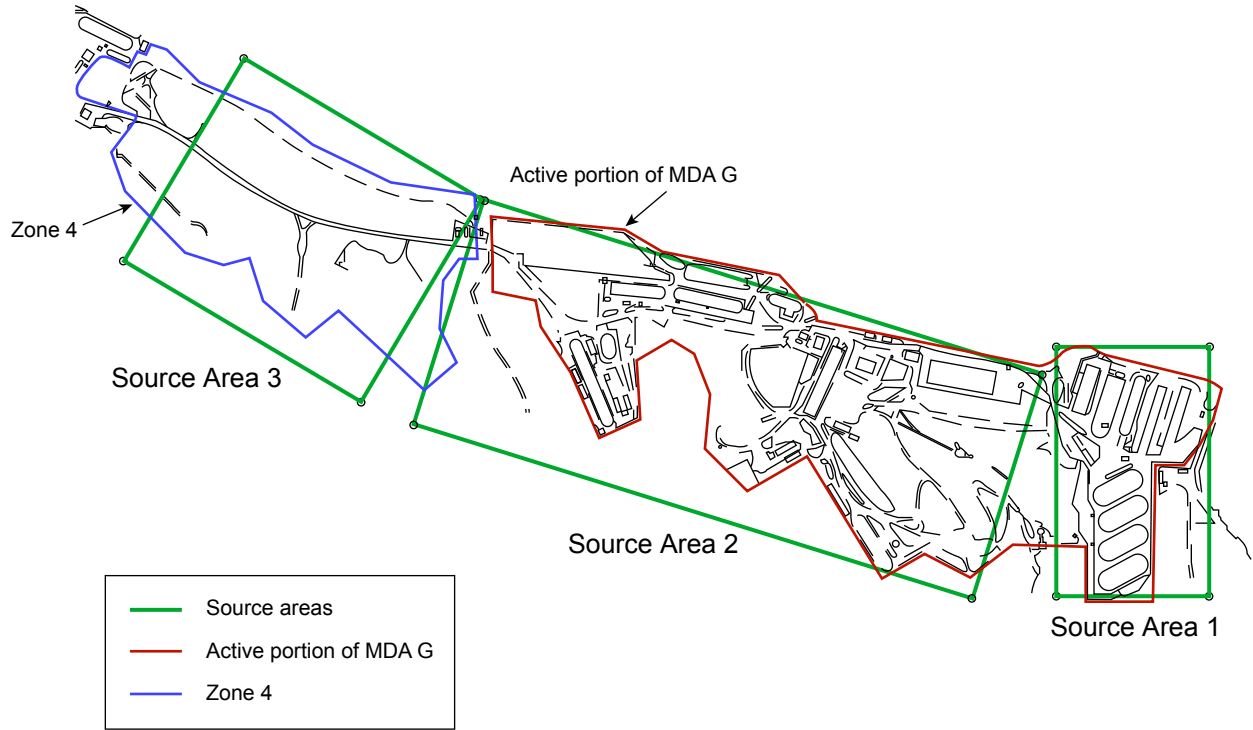 Active portion of MDA G
Zone 4
Source Area 3
Source Area 2
Source Area 1
Source areas
Active portion of MDA G
Zone 4